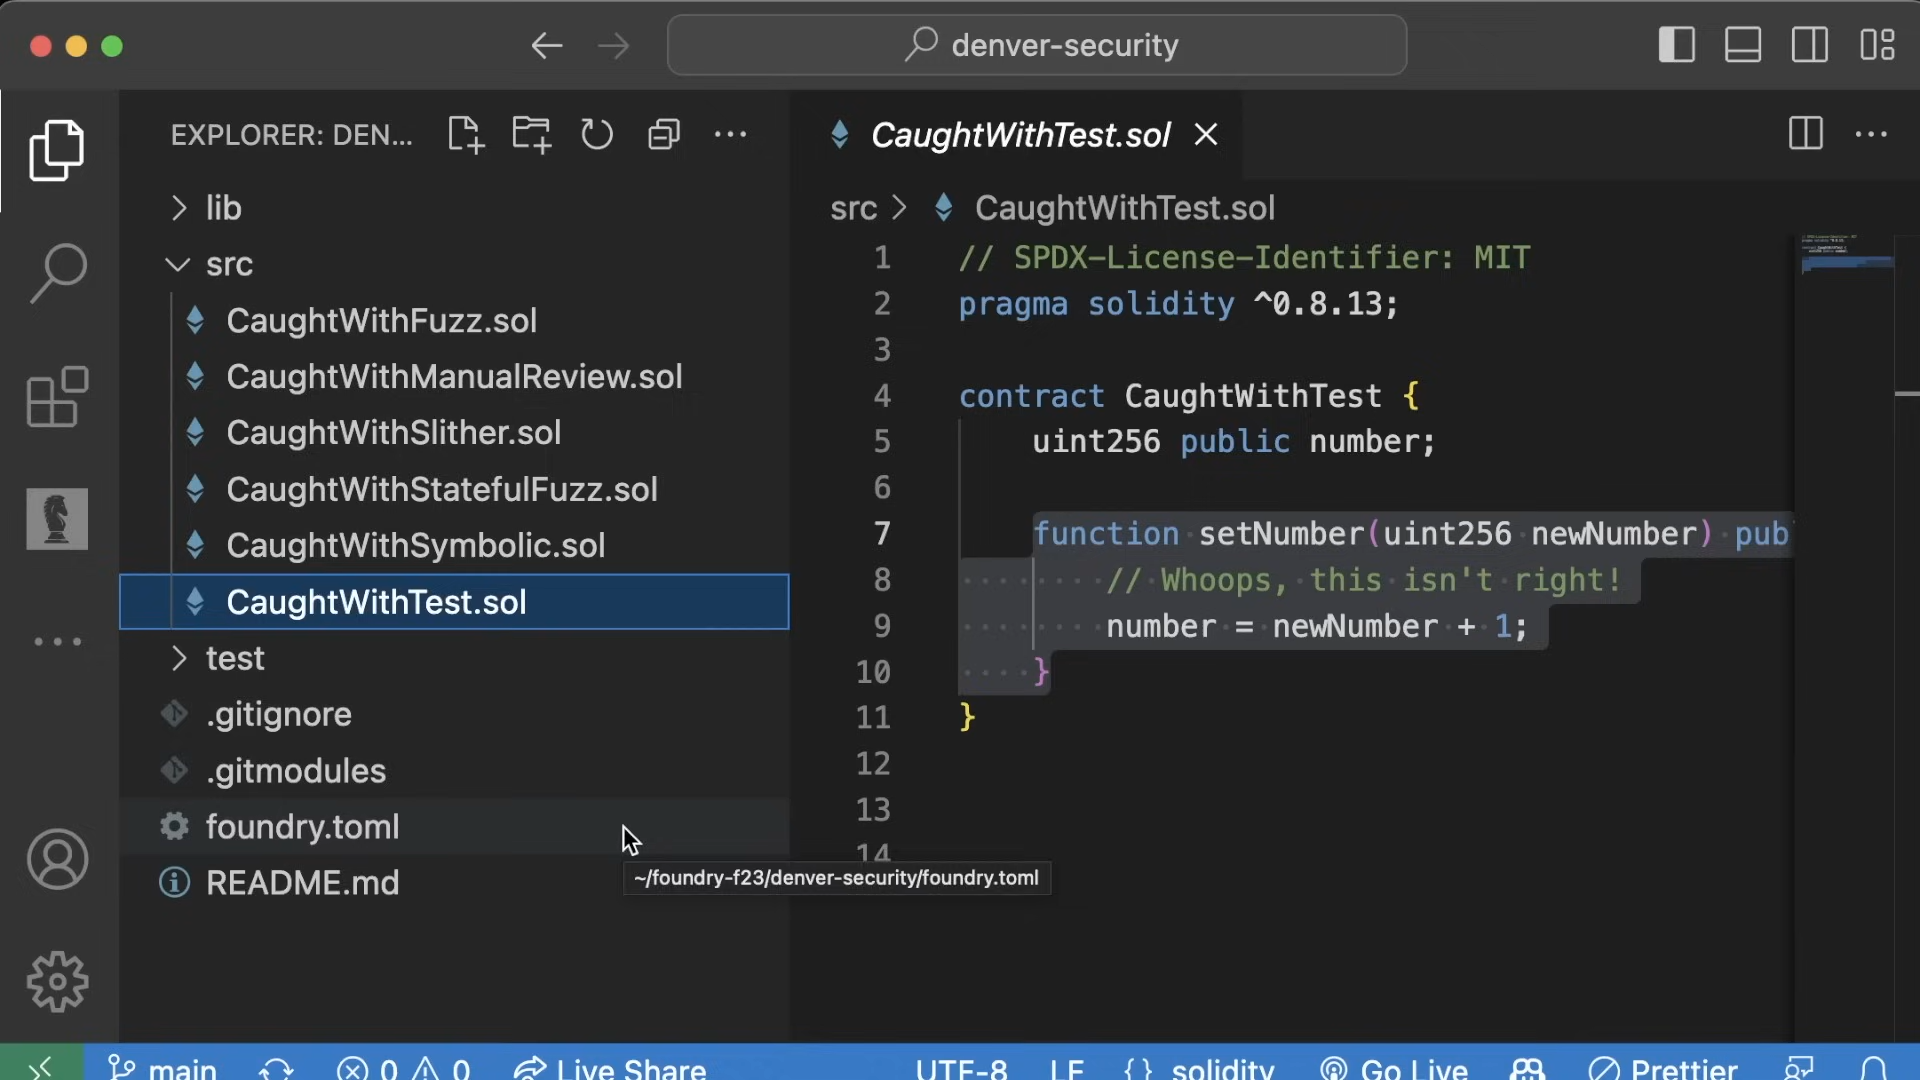 denver-security
EXPLORER: DEN...
lib
src
CaughtWithFuzz.sol
CaughtWithManualReview.sol
CaughtWithSlither.sol
CaughtWithStatefulFuzz.sol
CaughtWithSymbolic.sol
CaughtWithTest.sol
test
.gitignore
.gitmodules
foundry.toml
README.md
~/foundry-f23/denver-security/foundry.toml
CaughtWithTest.sol
src > CaughtWithTest.sol
1 // SPDX-License-Identifier: MIT
2 pragma solidity ^0.8.13;
3
4 contract CaughtWithTest {
5 uint256 public number;
6
7 function setNumber(uint256 newNumber) pub
8 // Whoops, this isn't right!
9 number = newNumber + 1;
10 }
11 }
12
13
14
main 0 0 Live Share UTF-8 LF {} solidity Go Live Prettier